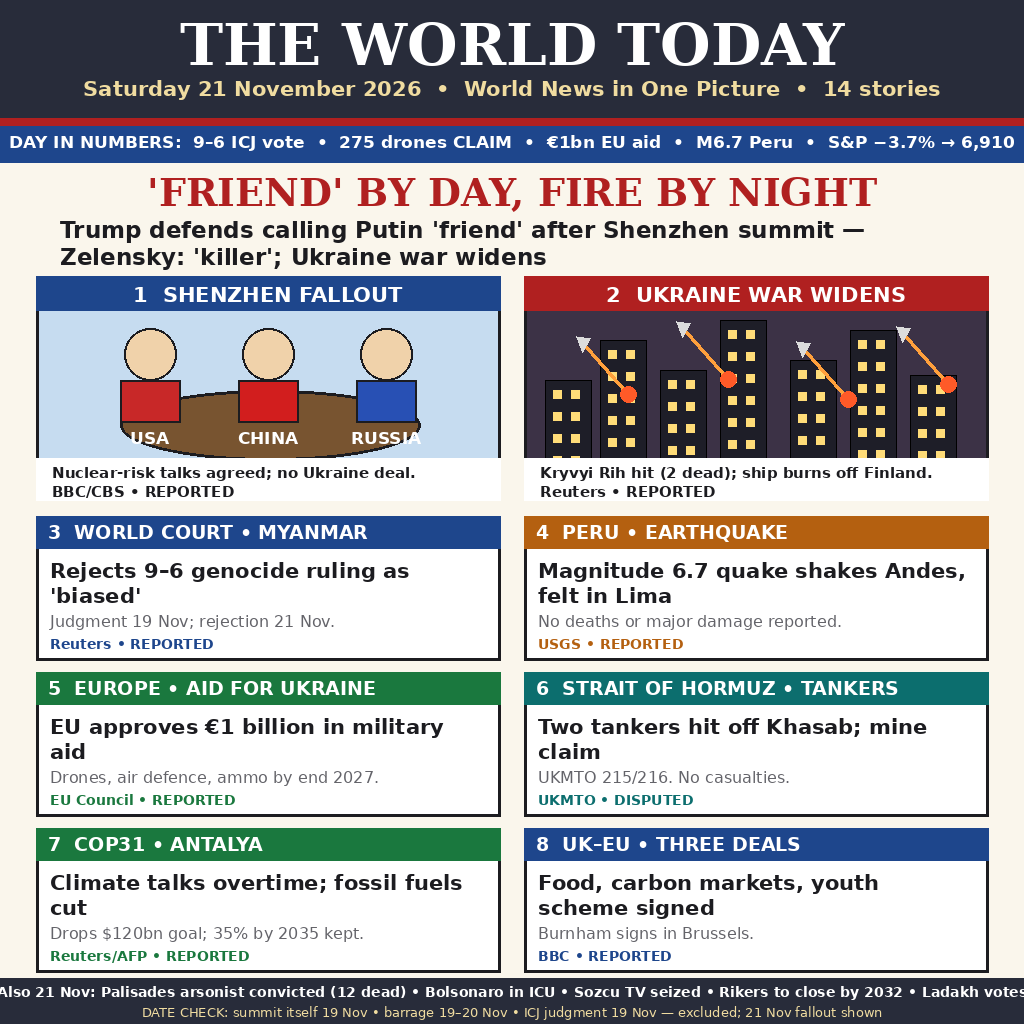 THE WORLD TODAY
Saturday 21 November 2026 • World News in One Picture • 14 stories
DAY IN NUMBERS: 9–6 ICJ vote • 275 drones CLAIM • €1bn EU aid • M6.7 Peru • S&P −3.7% → 6,910
'FRIEND' BY DAY, FIRE BY NIGHT
Trump defends calling Putin 'friend' after Shenzhen summit —
Zelensky: 'killer'; Ukraine war widens
1 SHENZHEN FALLOUT
USA CHINA RUSSIA
Nuclear-risk talks agreed; no Ukraine deal.
BBC/CBS • REPORTED
2 UKRAINE WAR WIDENS
Kryvyi Rih hit (2 dead); ship burns off Finland.
Reuters • REPORTED
3 WORLD COURT • MYANMAR
Rejects 9–6 genocide ruling as
'biased'
Judgment 19 Nov; rejection 21 Nov.
Reuters • REPORTED
4 PERU • EARTHQUAKE
Magnitude 6.7 quake shakes Andes,
felt in Lima
No deaths or major damage reported.
USGS • REPORTED
5 EUROPE • AID FOR UKRAINE
EU approves €1 billion in military
aid
Drones, air defence, ammo by end 2027.
EU Council • REPORTED
6 STRAIT OF HORMUZ • TANKERS
Two tankers hit off Khasab; mine
claim
UKMTO 215/216. No casualties.
UKMTO • DISPUTED
7 COP31 • ANTALYA
Climate talks overtime; fossil fuels
cut
Drops $120bn goal; 35% by 2035 kept.
Reuters/AFP • REPORTED
8 UK–EU • THREE DEALS
Food, carbon markets, youth
scheme signed
Burnham signs in Brussels.
BBC • REPORTED
Also 21 Nov: Palisades arsonist convicted (12 dead) • Bolsonaro in ICU • Sozcu TV seized • Rikers to close by 2032 • Ladakh votes
DATE CHECK: summit itself 19 Nov • barrage 19–20 Nov • ICJ judgment 19 Nov — excluded; 21 Nov fallout shown